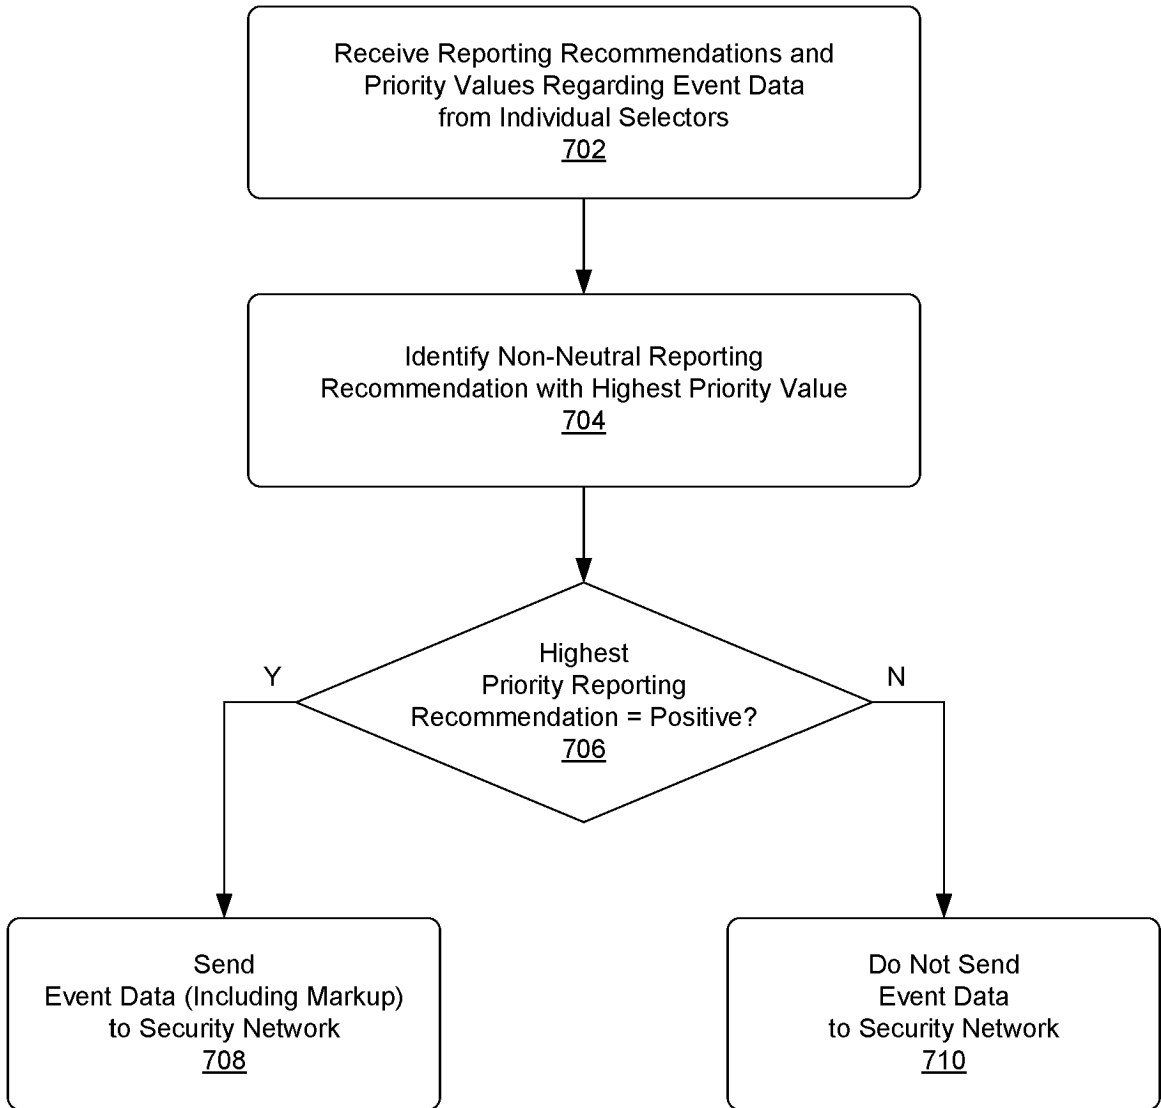 Receive Reporting Recommendations and
Priority Values Regarding Event Data
from Individual Selectors
702
Identify Non-Neutral Reporting
Recommendation with Highest Priority Value
704
Highest
Priority Reporting
Recommendation = Positive?
706
Y
N
Send
Event Data (Including Markup)
to Security Network
708
Do Not Send
Event Data
to Security Network
710